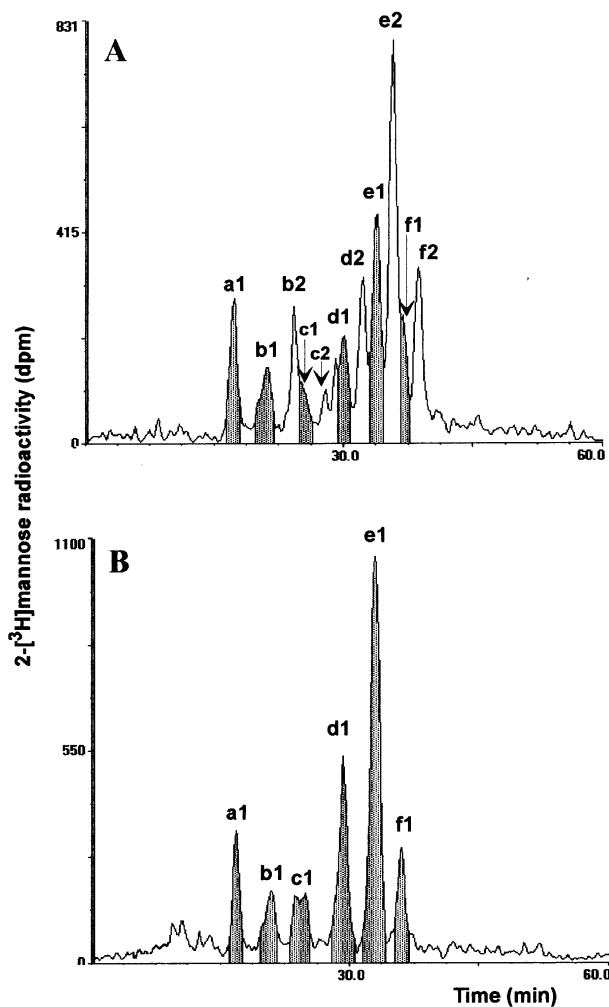 831
A
e2
415
e1
f1
a1
b2
d2
f2
c1
d1
b1
c2
0
30.0
60.0
2-[³H]mannose radioactivity (dpm)
1100
B
e1
550
d1
a1
f1
b1
c1
0
30.0
60.0
Time (min)